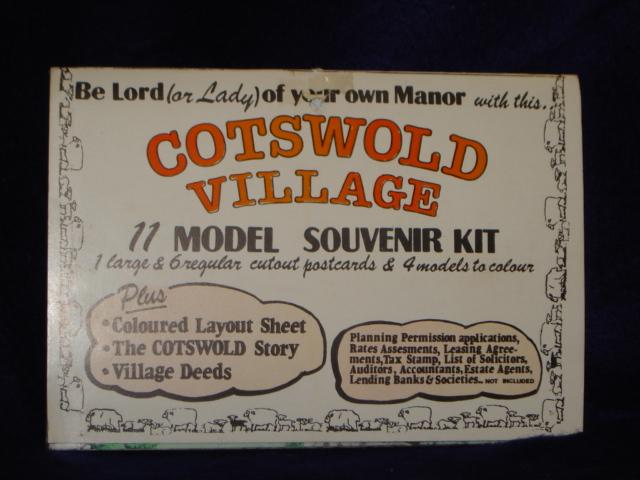 Be Lord (or Lady) of your own Manor with this..
COTSWOLD
VILLAGE
11 MODEL SOUVENIR KIT
1 large & 6 regular cutout postcards & 4 models to colour
Plus
• Coloured Layout Sheet
• The COTSWOLD Story
• Village Deeds
Planning Permission applications,
Rates Assesments, Leasing Agree-
ments, Tax Stamp, List of Solicitors,
Auditors, Accountants, Estate Agents,
Lending Banks & Societies... NOT INCLUDED